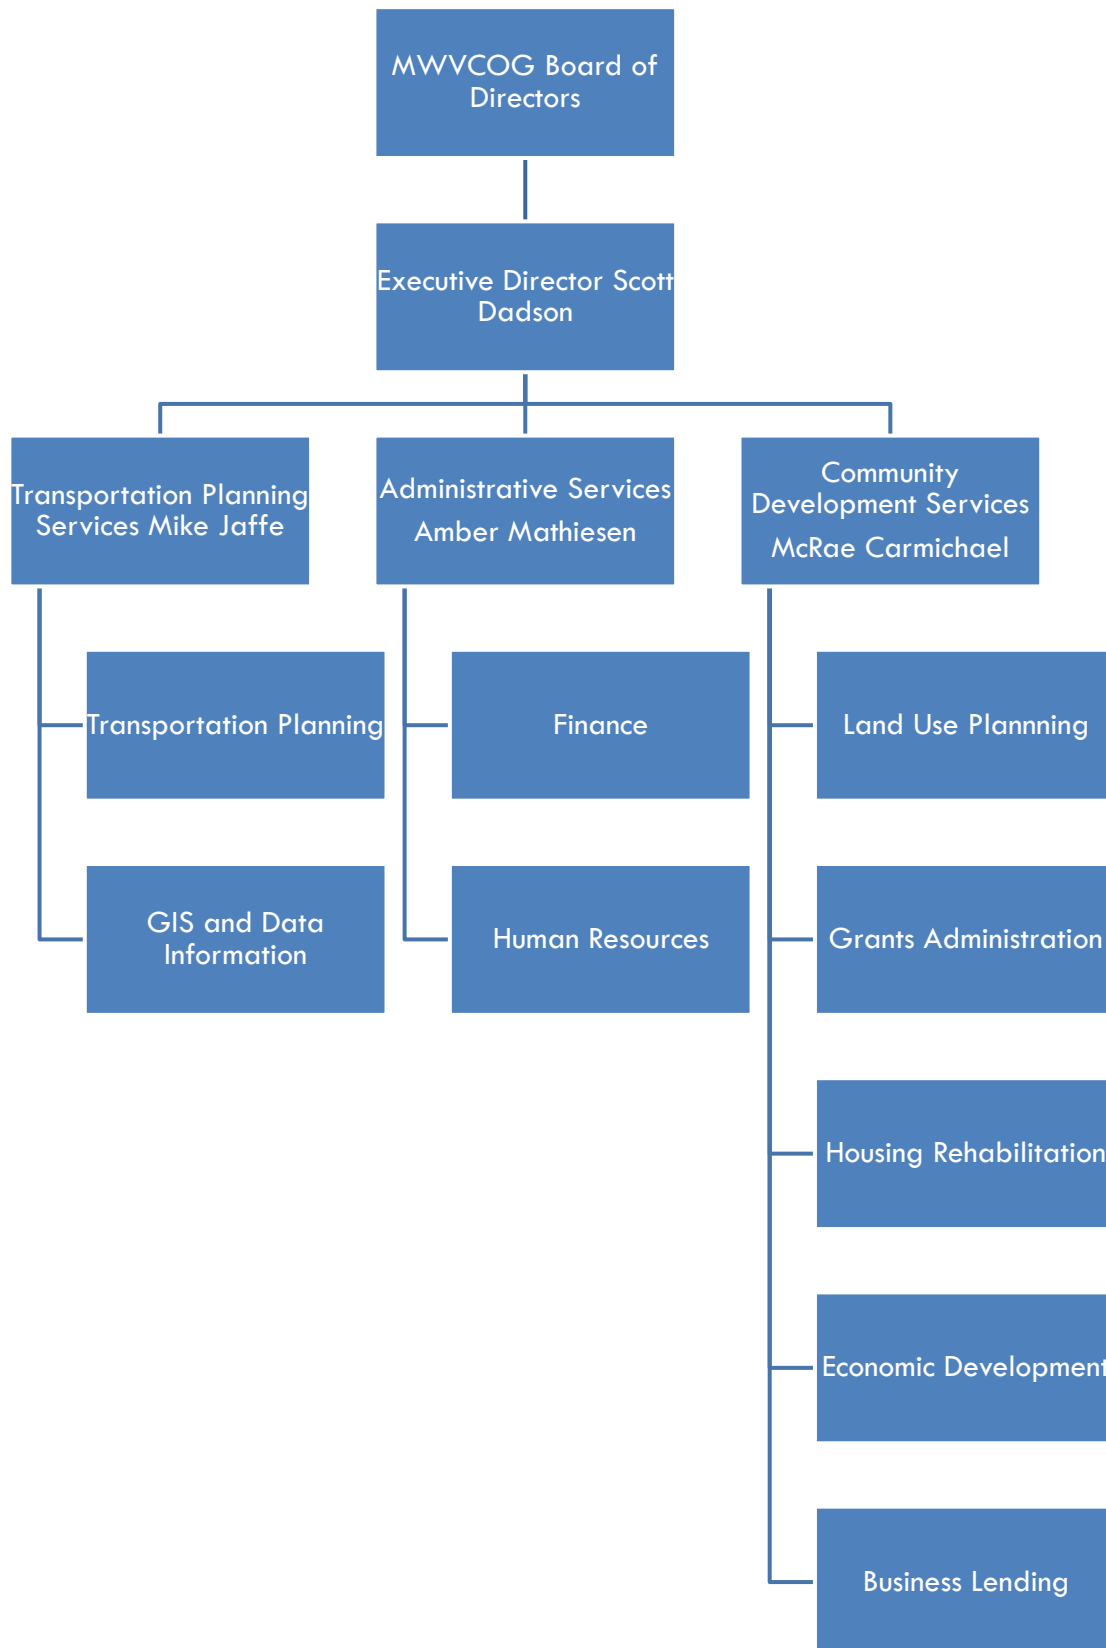 MWVCOG Board of
Directors
Executive Director Scott
Dadson
Transportation Planning
Services Mike Jaffe
Administrative Services
Amber Mathiesen
Community
Development Services
McRae Carmichael
Transportation Planning
Finance
Land Use Plannning
GIS and Data
Information
Human Resources
Grants Administration
Housing Rehabilitation
Economic Development
Business Lending